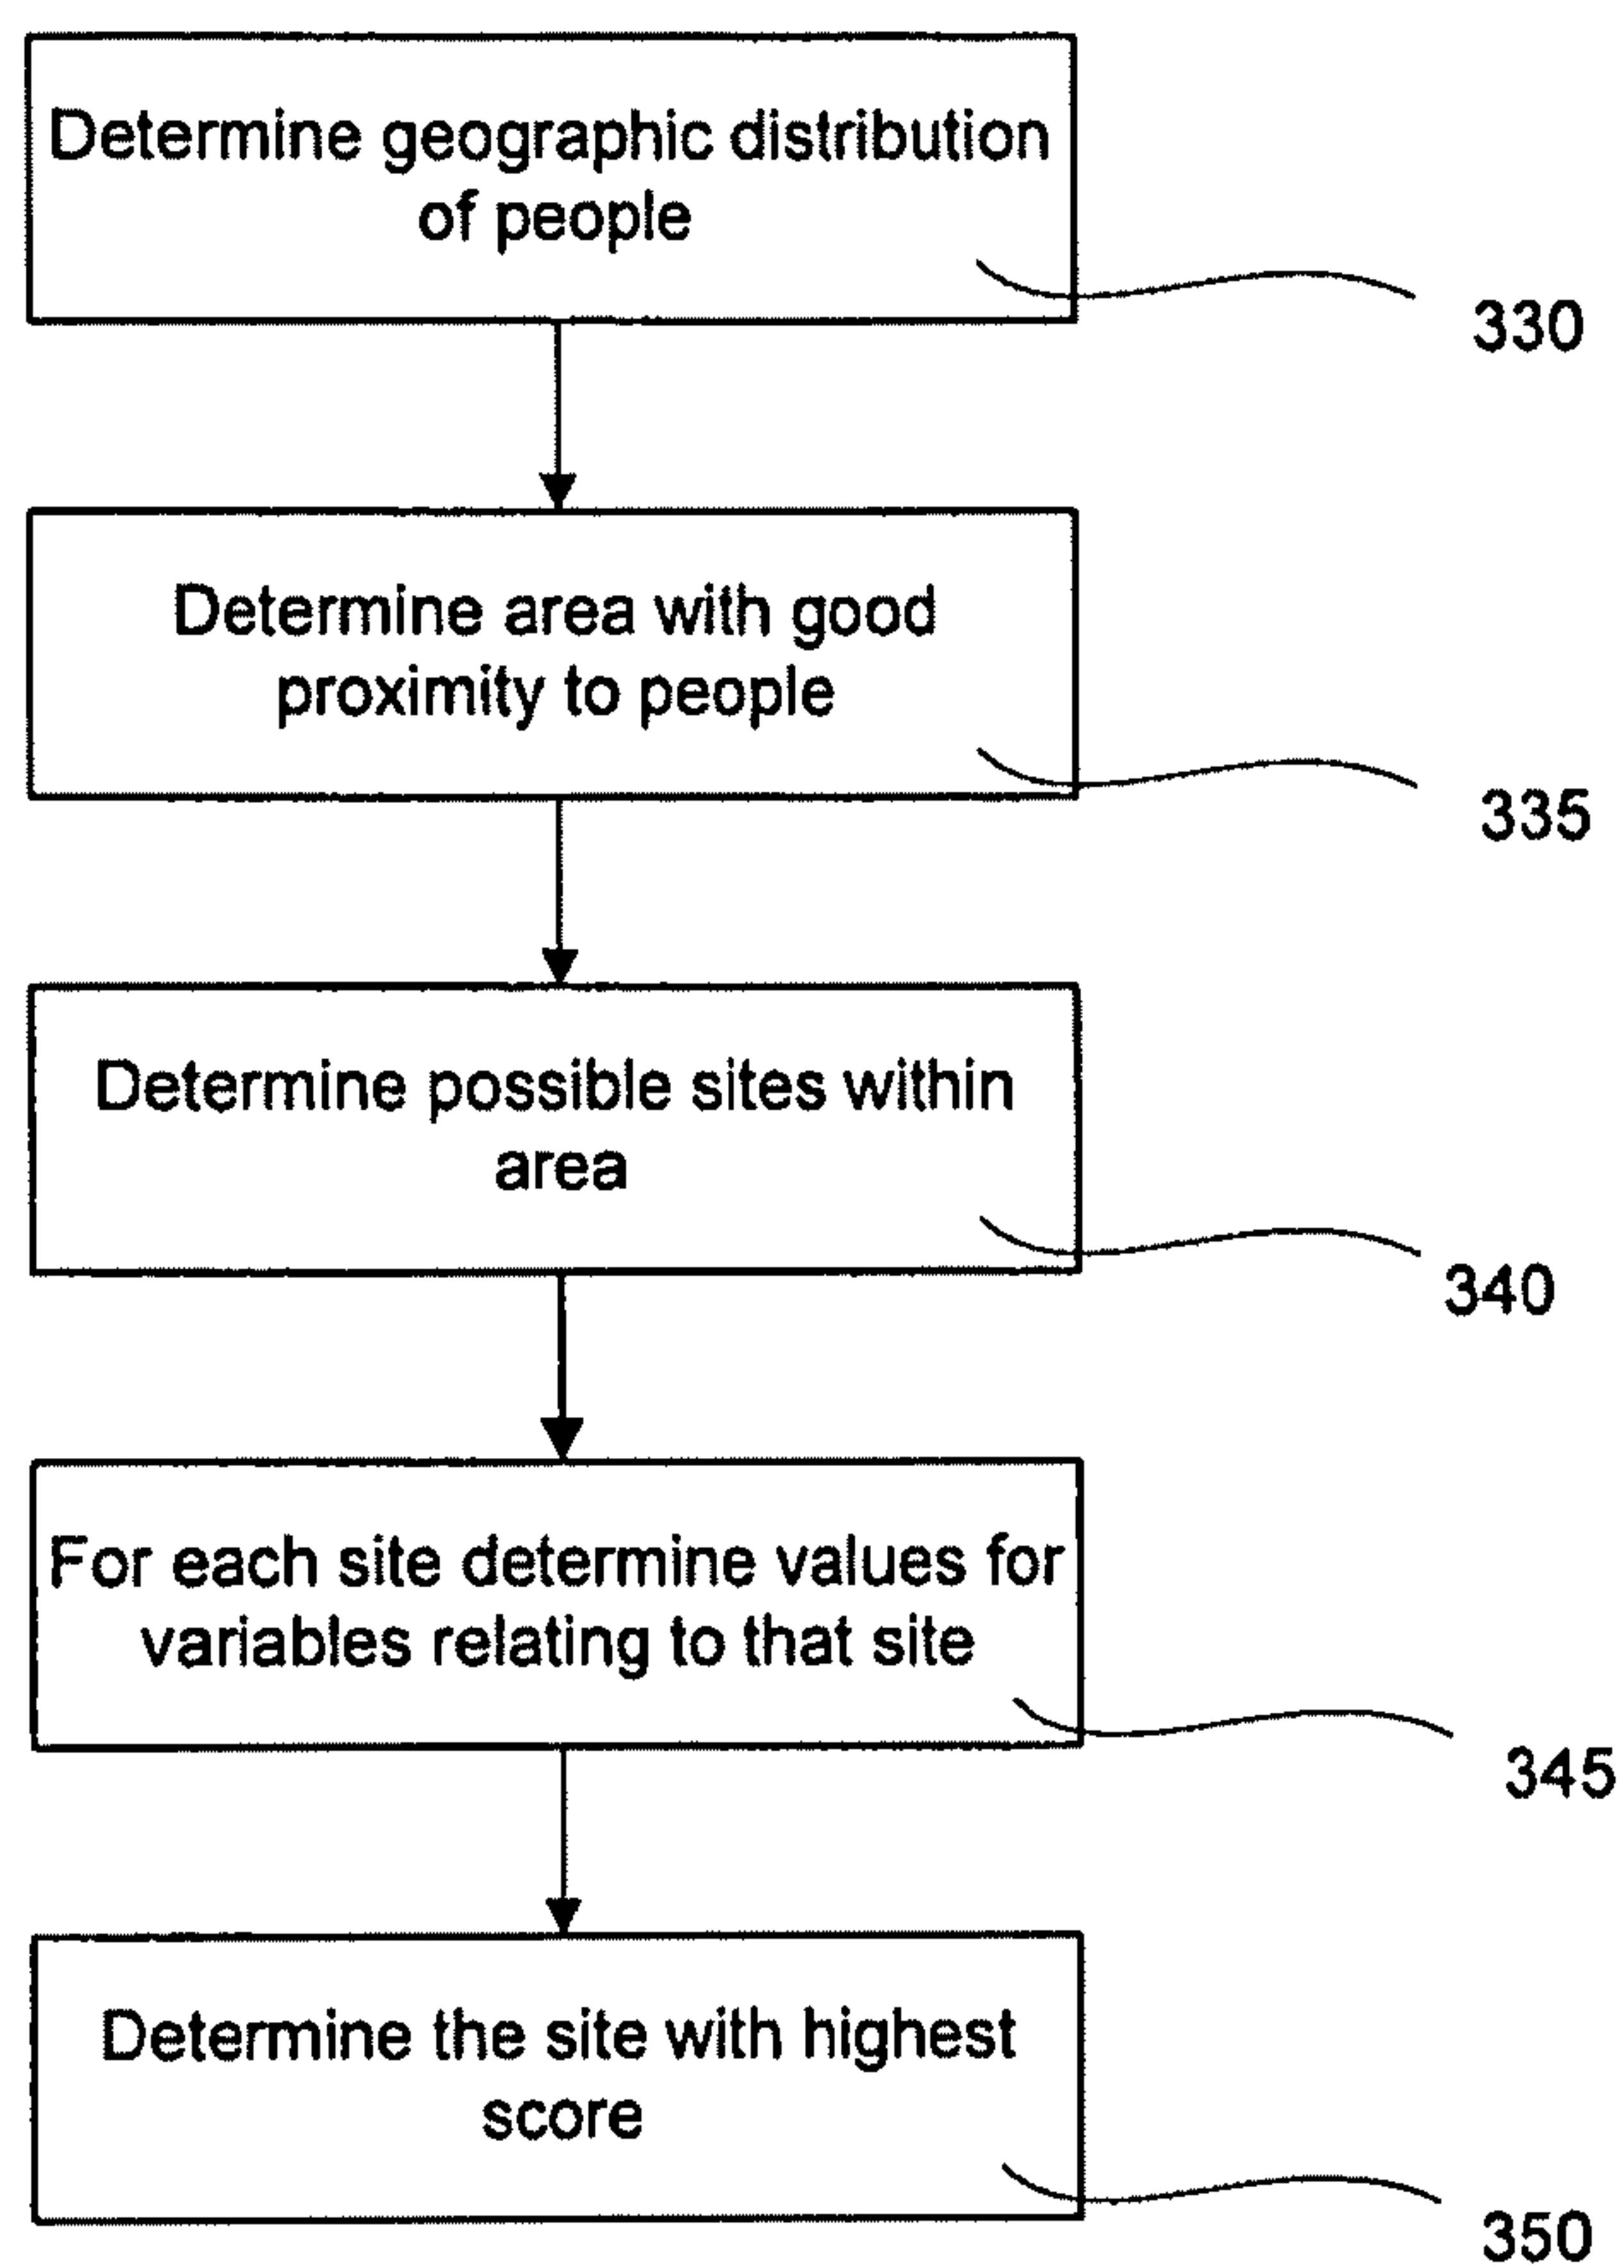 Determine geographic distribution
of people
330
Determine area with good
proximity to people
335
Determine possible sites within
area
340
For each site determine values for
variables relating to that site
345
Determine the site with highest
score
350